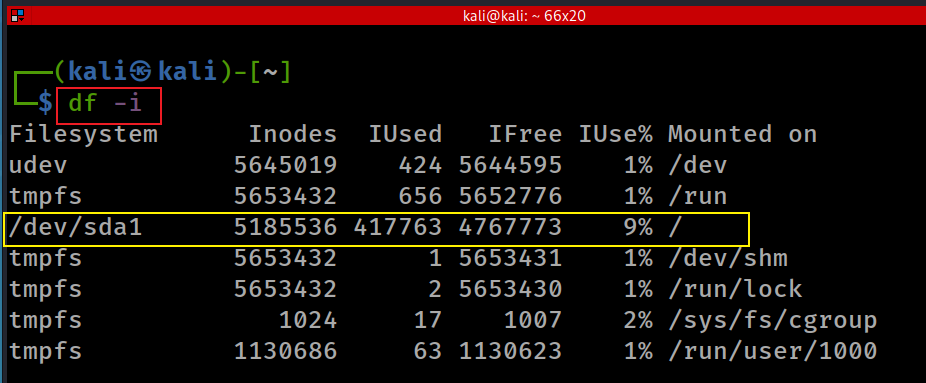 kali@kali: ~ 66x20
┌──(kali㉿kali)-[~]
└─$ df -i
Filesystem      Inodes  IUsed   IFree IUse% Mounted on
udev           5645019    424 5644595    1% /dev
tmpfs          5653432    656 5652776    1% /run
/dev/sda1      5185536 417763 4767773    9% /
tmpfs          5653432      1 5653431    1% /dev/shm
tmpfs          5653432      2 5653430    1% /run/lock
tmpfs             1024     17    1007    2% /sys/fs/cgroup
tmpfs          1130686     63 1130623    1% /run/user/1000